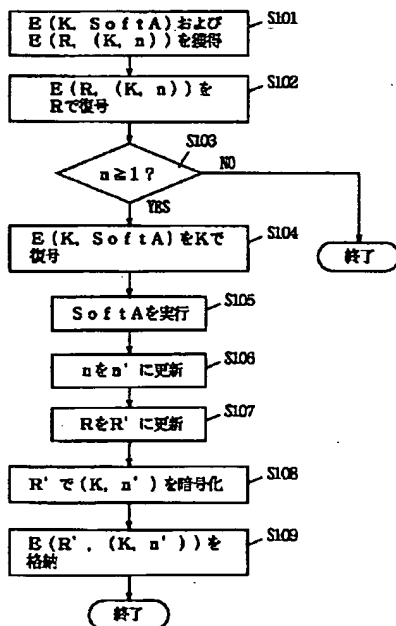 E(K, SoftA)および
E(R, (K, n))を獲得
S101
E(R, (K, n))を
Rで復号
S102
n≧1?
S103
NO
YES
終了
E(K, SoftA)をKで
復号
S104
SoftAを実行
S105
nをn'に更新
S106
RをR'に更新
S107
R'で(K, n')を暗号化
S108
E(R', (K, n'))を
格納
S109
終了